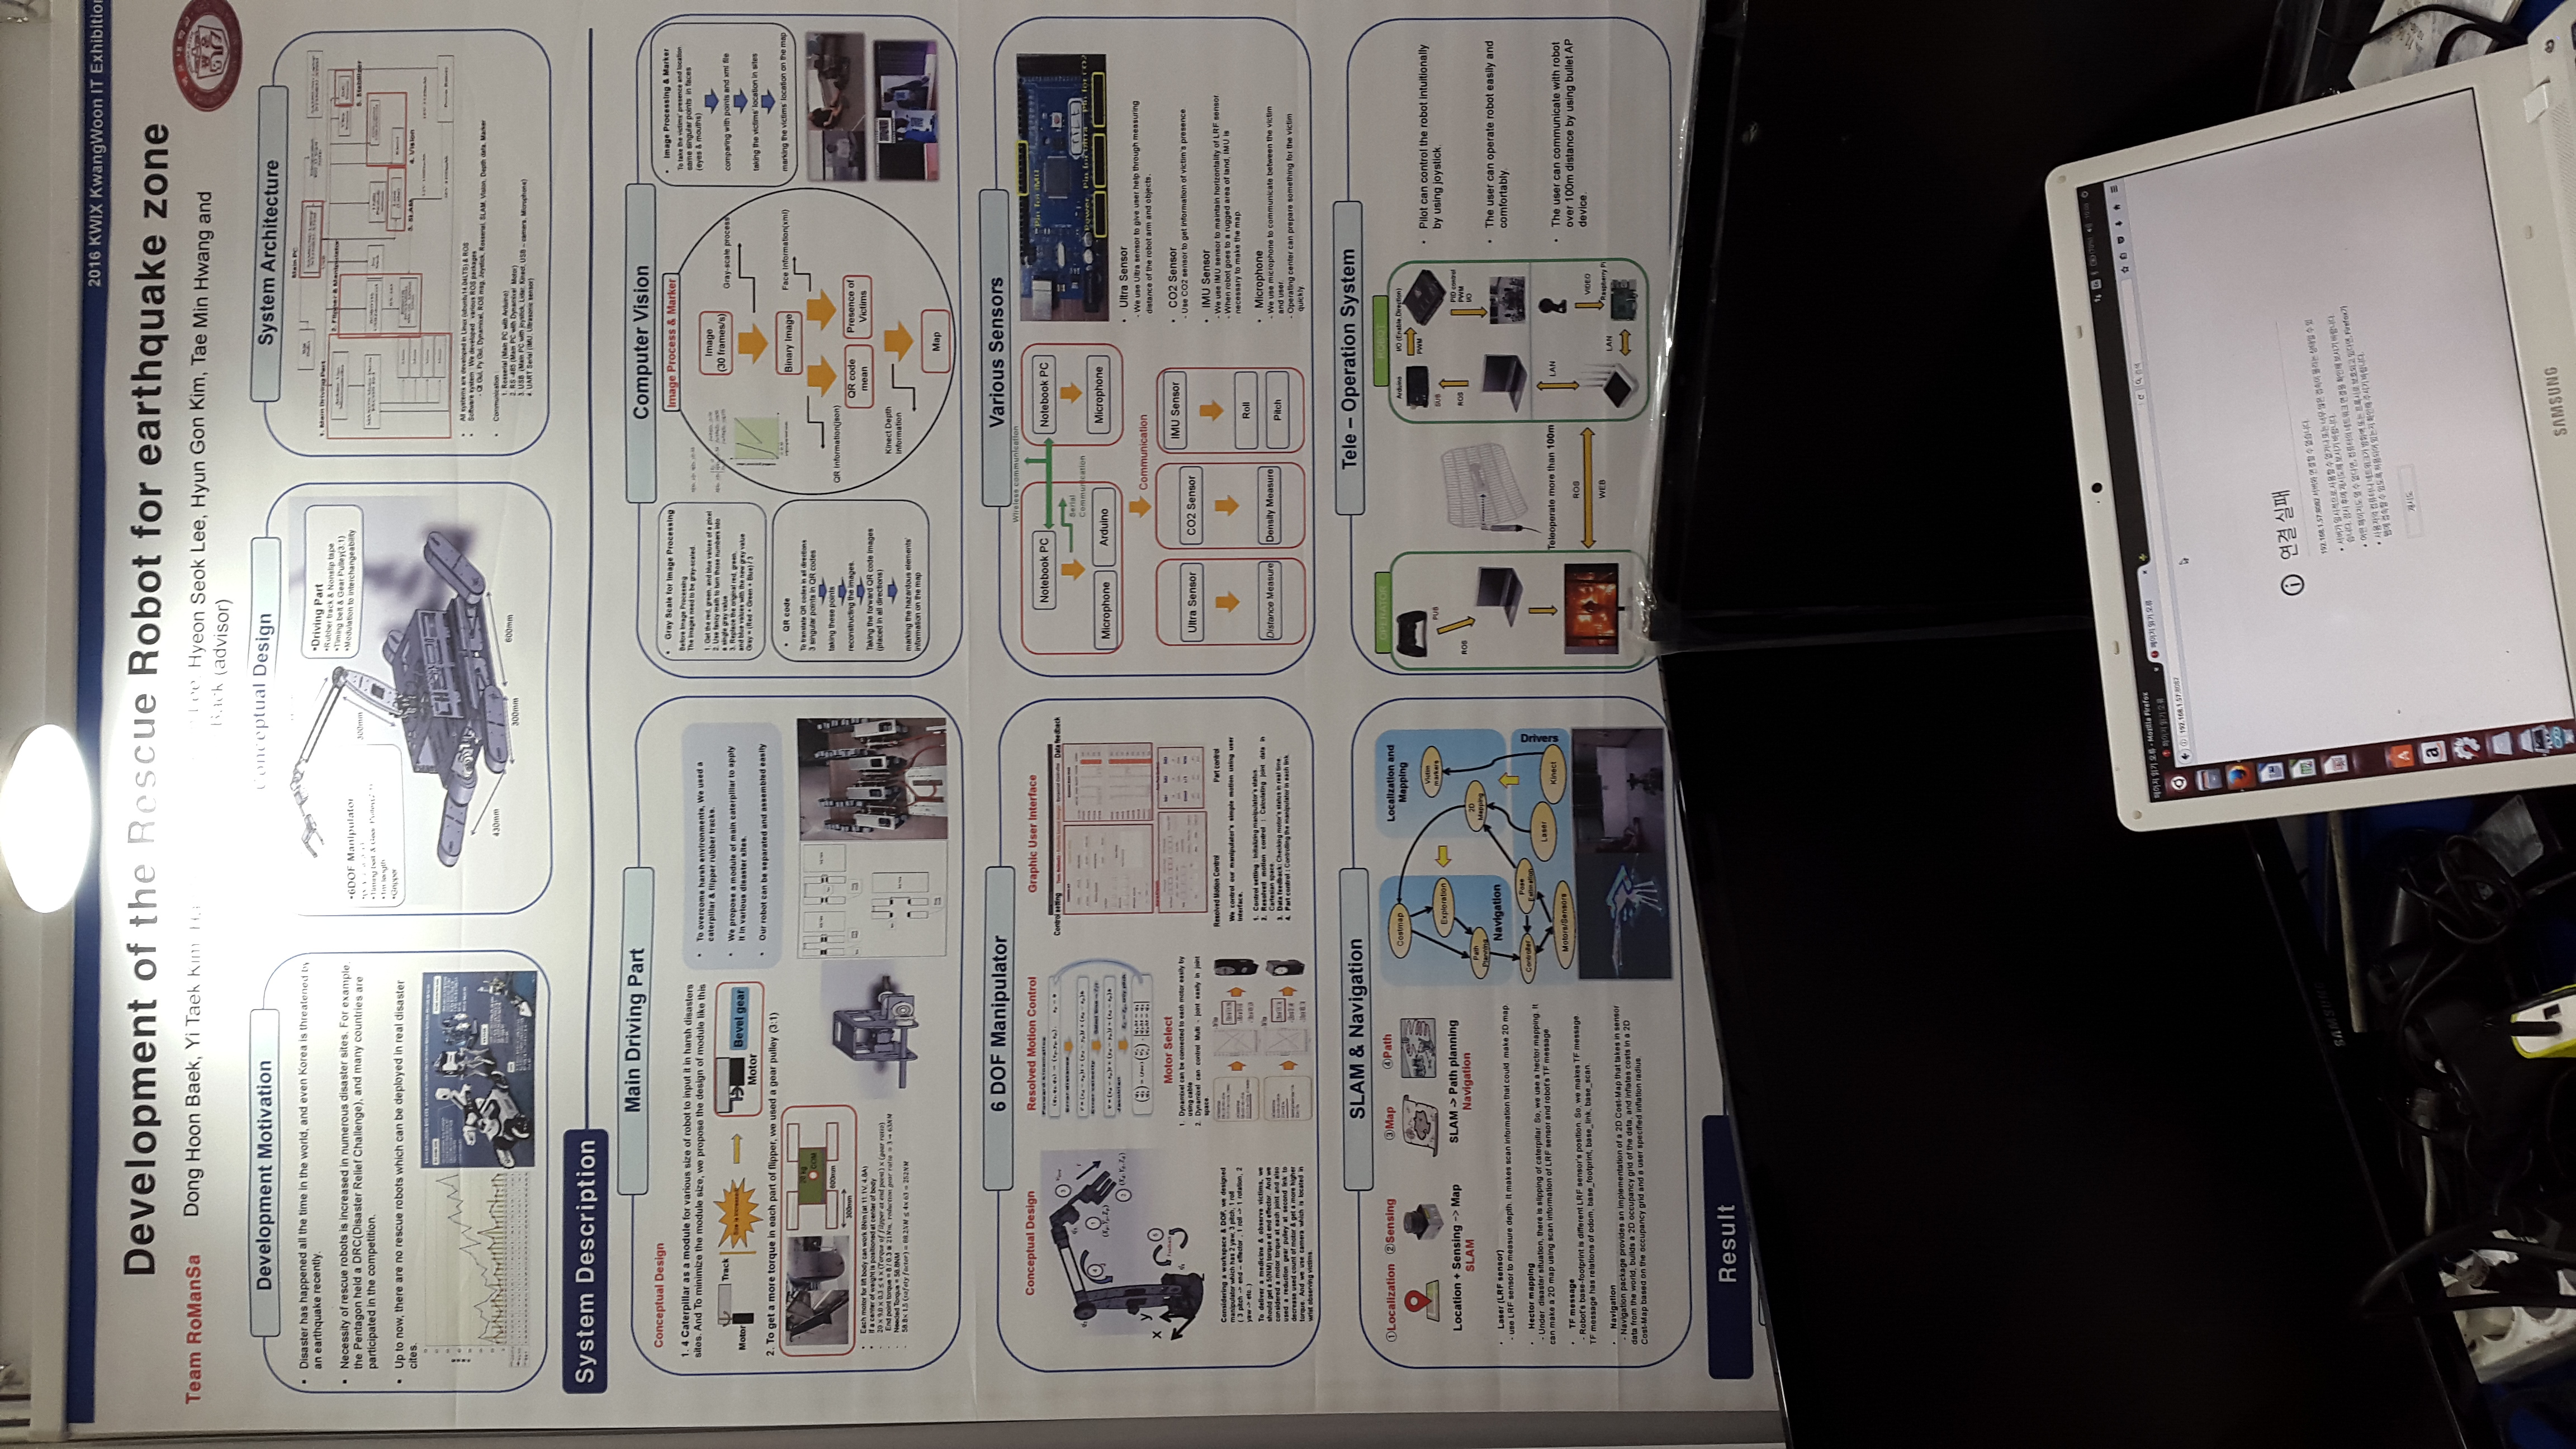 2016 KWIX KwangWoon IT Exhibition
Development of the Rescue Robot for earthquake zone
Team RoManSa Dong Hoon Baek, Yi Taek Kim, Hyeon Seok Lee, Hyun Gon Kim, Tae Min Hwang and
Back (advisor)
Development Motivation
• Disaster has happened all the time in the world, and even Korea is threatened by
an earthquake recently.
• Necessity of rescue robots is increased in numerous disaster sites. For example,
the Pentagon held a DRC(Disaster Relief Challenge), and many countries are
participated in the competition.
• Up to now, there are no rescue robots which can be deployed in real disaster
cites.
Conceptual Design
•6DOF Manipulator
•1m length
•Gripper
•Driving Part
•Rubber track & Nonslip tape
•Timing belt & Gear Pulley(3:1)
•Modulation to interchangeability
300mm
430mm
300mm
600mm
System Architecture
Main PC
1. Main Driving Part
2. Flipper & Manipulator
3. SLAM
4. Vision
5. Stabilizer
• All systems are developed in Linux (ubuntu14.04LTS) & ROS
• Software system : We developed various ROS packages
- Qt Gui, Py Gui, Dynamixel, ROS msg, Joystick, Rosserial, SLAM, Vision, Depth data, Marker
• Communication
1. Rosserial (Main PC with Arduino)
2. RS-485 (Main PC with Dynamixel Motor)
3. USB (Main PC with joystick, Lidar, Kinect, USB - camera, Microphone)
4. UART Serial (IMU, Ultrasonic sensor)
System Description
Main Driving Part
Conceptual Design
1. 4 Caterpillar as a module for various size of robot to input it in harsh disasters
sites. And To minimize the module size, we propose the design of module like this
Track
Motor
Size is increased
Bevel gear
Motor
2. To get a more torque in each part of flipper, we used a gear pulley (3:1)
20 kg
COM
600mm
300mm
• Each motor for lift body can work 8Nm (at 11.1V, 4.8A)
• If a center of weight is positioned at center of body
- Needed Torque = 58.8NM
• To overcome harsh environments, We used a
caterpillar & flipper rubber tracks.
• We propose a module of main caterpillar to apply
it in various disaster sites.
• Our robot can be separated and assembled easily
Computer Vision
• Gray Scale for Image Processing
Before Image Processing
The images need to be gray-scaled.
1. Get the red, green, and blue values of a pixel
2. Use fancy math to turn those numbers into
a single gray value
3. Replace the original red, green,
and blue values with the new gray value
Gray = (Red + Green + Blue) / 3
• QR code
To translate QR codes in all directions
3 singular points in QR codes
taking these points
reconstructing the images.
Taking the forward QR code images
(placed in all directions)
marking the hazardous elements'
information on the map
Image Process & Marker
Image
(30 frames/s)
Gray-scale process
Binary Image
Face Information(xml)
QR Information(json)
QR code
mean
Presence of
Victims
Kinect Depth
Information
Map
• Image Processing & Marker
To take the victims' presence and location
same singular points in faces
(eyes & mouths)
comparing with points and xml file
taking the victims' location in sites
marking the victims' location on the map
6 DOF Manipulator
Conceptual Design
x
y
Considering a workspace & DOF, we designed
manipulator which has 2 yaw, 3 pitch, 1 roll
( 3 pitch -> end - effector , 1 roll -> 1 rotation, 2
yaw -> etc..)
To deliver a medicine & observe victims, we
should get a 5(NM) torque at end effector. And we
considered a motor torque at each joint and also
used a reduction gear pulley at second link to
decrease used count of motor & get a more higher
torque. And we use camera which is located in
wrist observing victims.
Resolved Motion Control
Motor Select
1. Dynamixel can be connected to each motor easily by
using cable
2. Dynamixel can control Multi - joint easily in joint
space.
Graphic User Interface
Control setting
Data feedback
Resolved Motion Control
Part control
We control our manipulator's simple motion using user
interface.
1. Control setting : Initializing manipulator's status.
2. Resolved motion control : Calculating joint data in
Cartesian space
3. Data feedback: Checking motor's status in real time.
4. Part control : Controlling the manipulator in each link.
Various Sensors
Wireless communication
Notebook PC
Notebook PC
Serial
Communication
Microphone
Arduino
Microphone
Communication
Ultra Sensor
CO2 Sensor
IMU Sensor
Roll
Distance Measure
Density Measure
Pitch
Pin for IMU
Power
Pin for Ultra
Pin for CO2
• Ultra Sensor
- We use Ultra sensor to give user help through measuring
distance of the robot arm and objects.
• CO2 Sensor
- Use CO2 sensor to get information of victim's presence.
• IMU Sensor
- We use IMU sensor to maintain horizontality of LRF sensor.
- When robot goes to a rugged area of land, IMU is
necessary to make the map.
• Microphone
- We use microphone to communicate between the victim
and user.
- Operating center can prepare something for the victim
quickly.
SLAM & Navigation
①Localization ②Sensing
③Map ④Path
Location + Sensing -> Map
SLAM
SLAM -> Path planning
Navigation
• Laser (LRF sensor)
- use LRF sensor to measure depth. It makes scan information that could make 2D map.
• Hector mapping
- Under disaster situation, there is slipping of caterpillar. So, we use a hector mapping. It
can make a 2D map using scan information of LRF sensor and robot's TF message.
• TF message
- Robot's base-footprint is different LRF sensor's position. So, we makes TF message.
TF message has relations of odom, base_footprint, base_link, base_scan.
• Navigation
- Navigation package provides an implementation of a 2D Cost-Map that takes in sensor
data from the world, builds a 2D occupancy grid of the data, and inflates costs in a 2D
Cost-Map based on the occupancy grid and a user specified inflation radius.
Costmap
Exploration
Path
Planning
Navigation
Localization and
Mapping
Victim
markers
2D
Mapping
Controller
Pose
Estimation
Motors/Sensors
Laser
Kinect
Drivers
Tele – Operation System
OPERATOR
PUB
ROS
Teleoperate more than 100m
ROS
WEB
ROBOT
Arduino
I/O (Enable,Direction)
PWM
SUB
ROS
PID control
PWM
I/O
LAN
VIDEO
Raspberry Pi
LAN
• Pilot can control the robot intuitionally
by using joystick.
• The user can operate robot easily and
comfortably.
• The user can communicate with robot
over 100m distance by using bullet AP
device.
Result
SAMSUNG
페이지 읽기 오류 - Mozilla Firefox
페이지 읽기 오류
페이지 읽기 오류
192.168.1.57:8082
검색
연결 실패
192.168.1.57:8082 서버와 연결할 수 없습니다.
• 서버가 일시적으로 사용할 수 없거나 또는 너무 많은 접속이 몰리는 상태일 수 있
습니다. 잠시 후에 재시도해 보시기 바랍니다.
• 어떤 페이지도 열 수 없다면, 컴퓨터의 네트워크 연결을 확인해 보시기 바랍니다.
• 사용자의 컴퓨터나 네트워크가 방화벽 또는 프록시로 보호되고 있다면, Firefox가
웹에 접속할 수 있도록 허용되어 있는지 확인해 주시기 바랍니다.
재시도
SAMSUNG